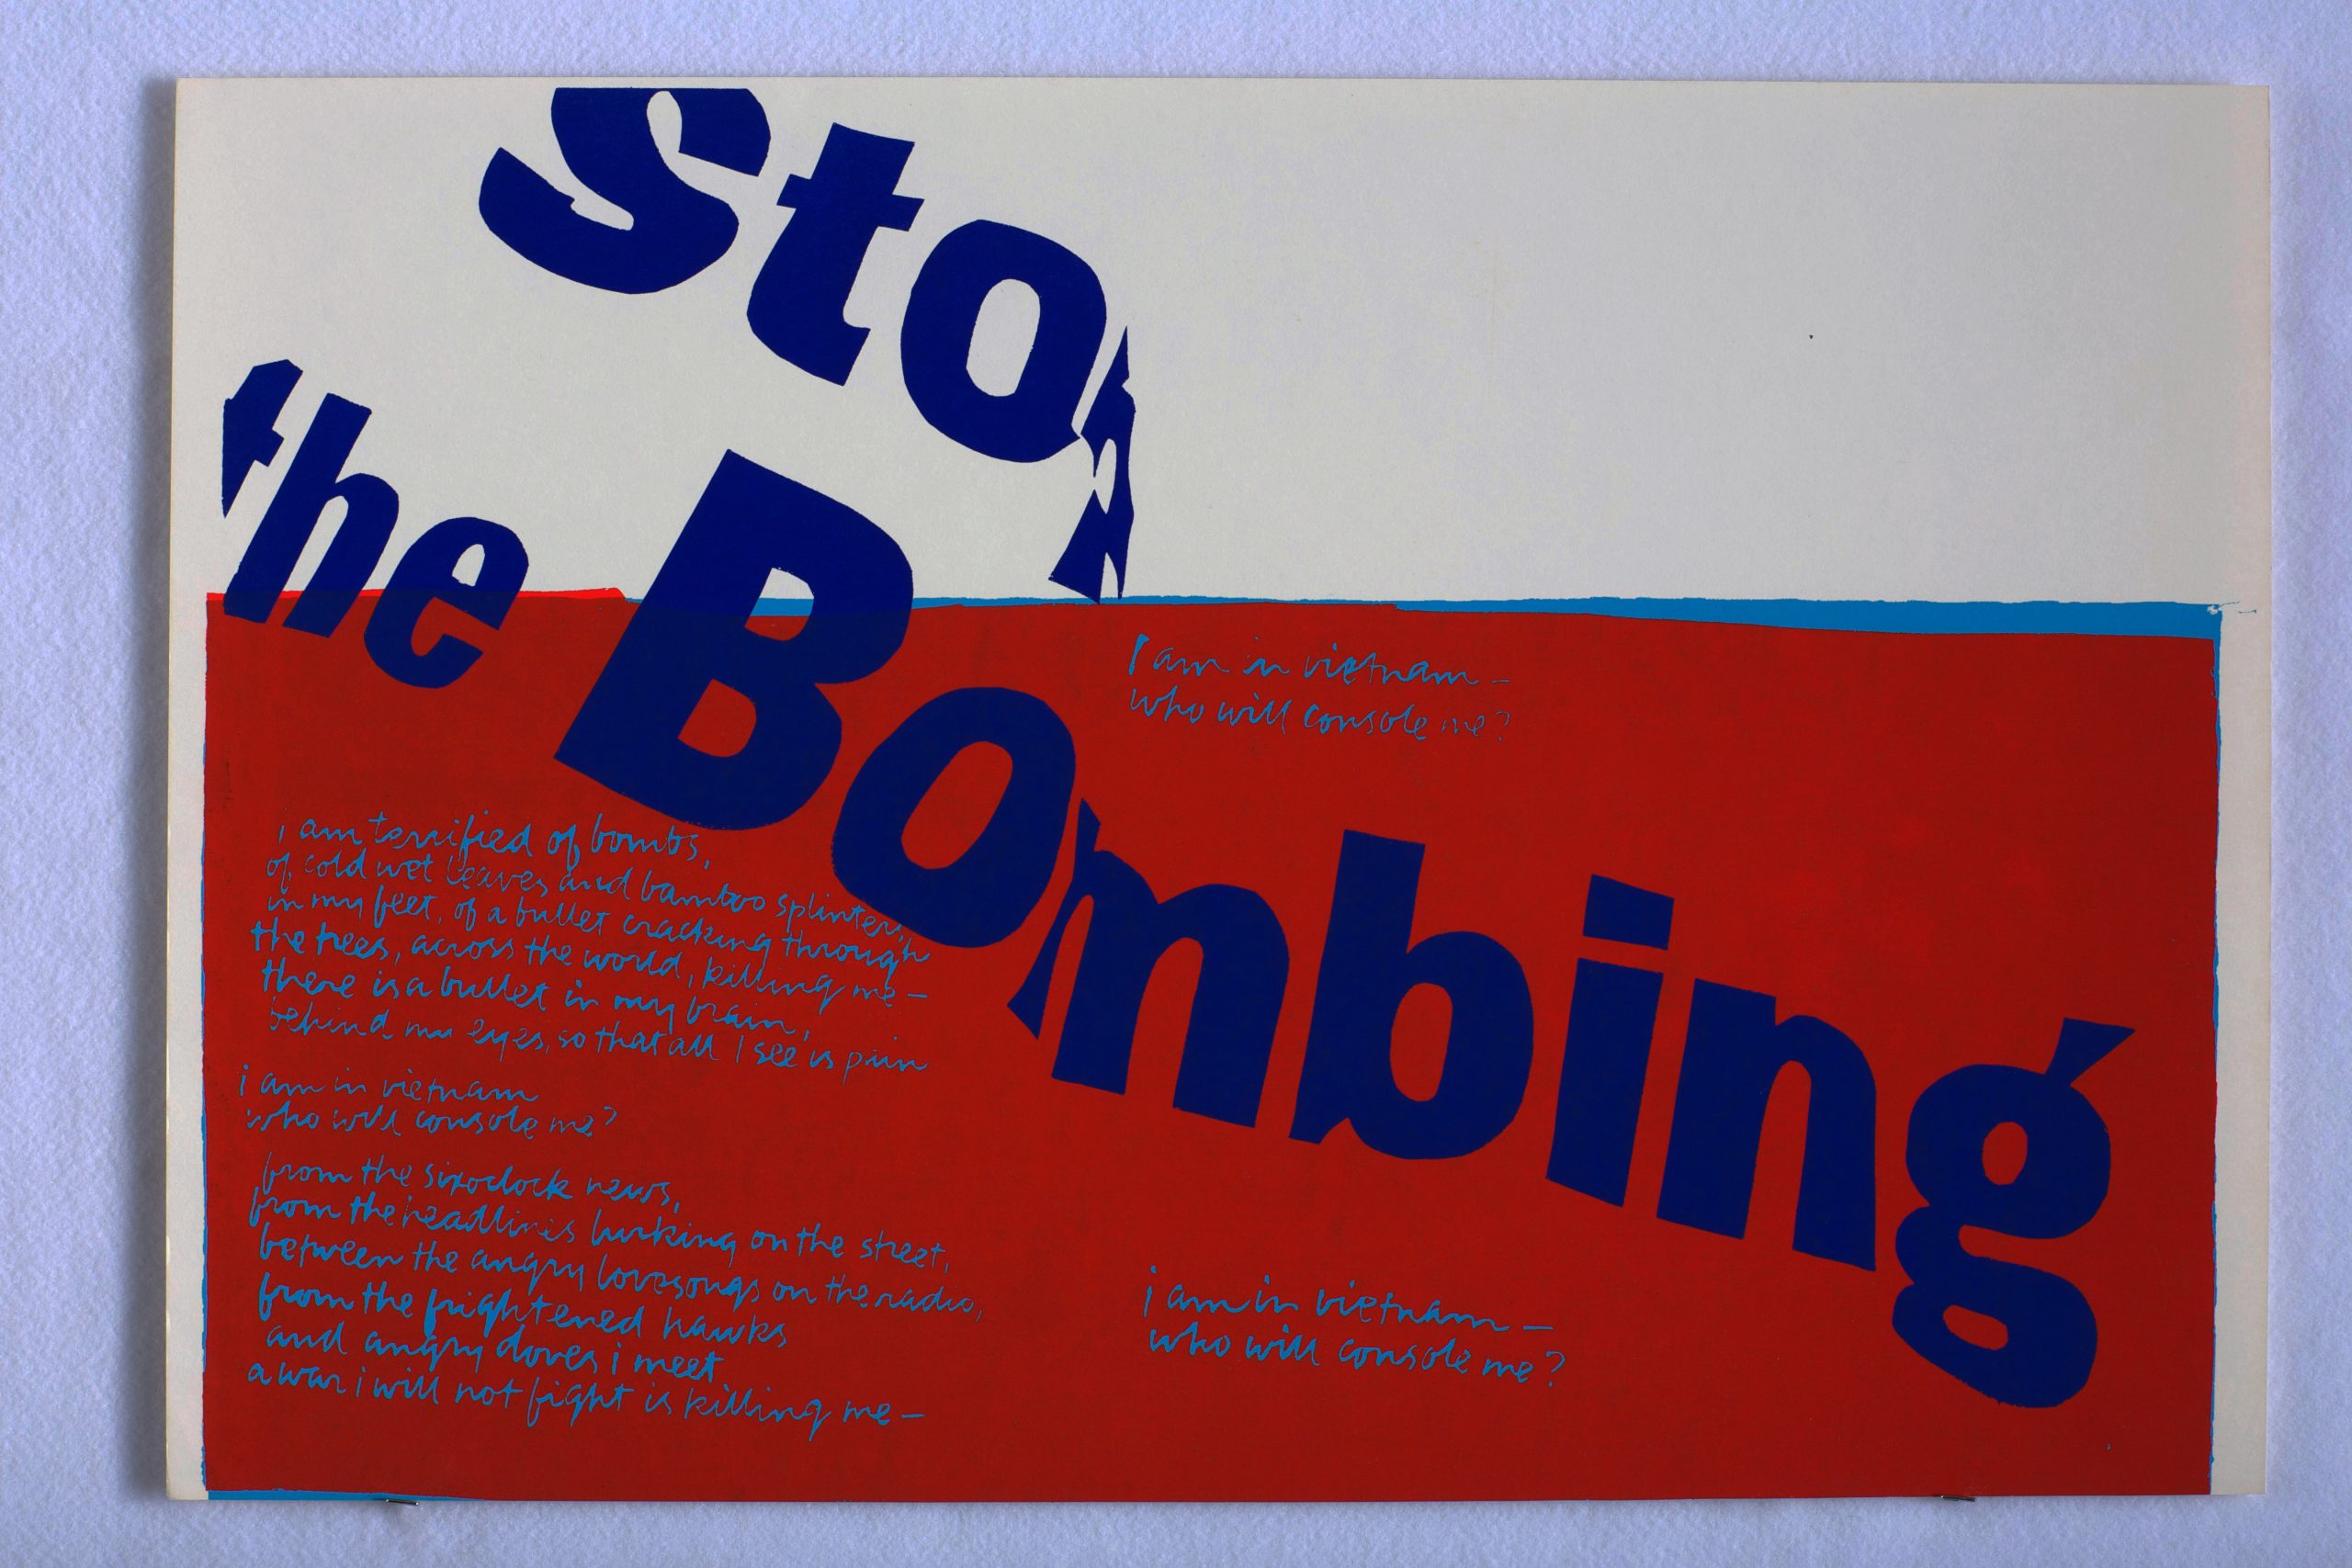 Stop
the Bombing
I am in vietnam –
who will console me?
i am terrified of bombs,
of cold wet leaves and bamboo splinters
in my feet, of a bullet cracking through
the trees, across the world, killing me –
there is a bullet in my brain,
behind my eyes, so that all I see is pain
i am in vietnam
who will console me?
from the sixoclock news,
from the headlines lurking on the street,
between the angry lovesongs on the radio,
from the frightened hawks
and angry doves i meet
a war i will not fight is killing me –
i am in vietnam –
who will console me?